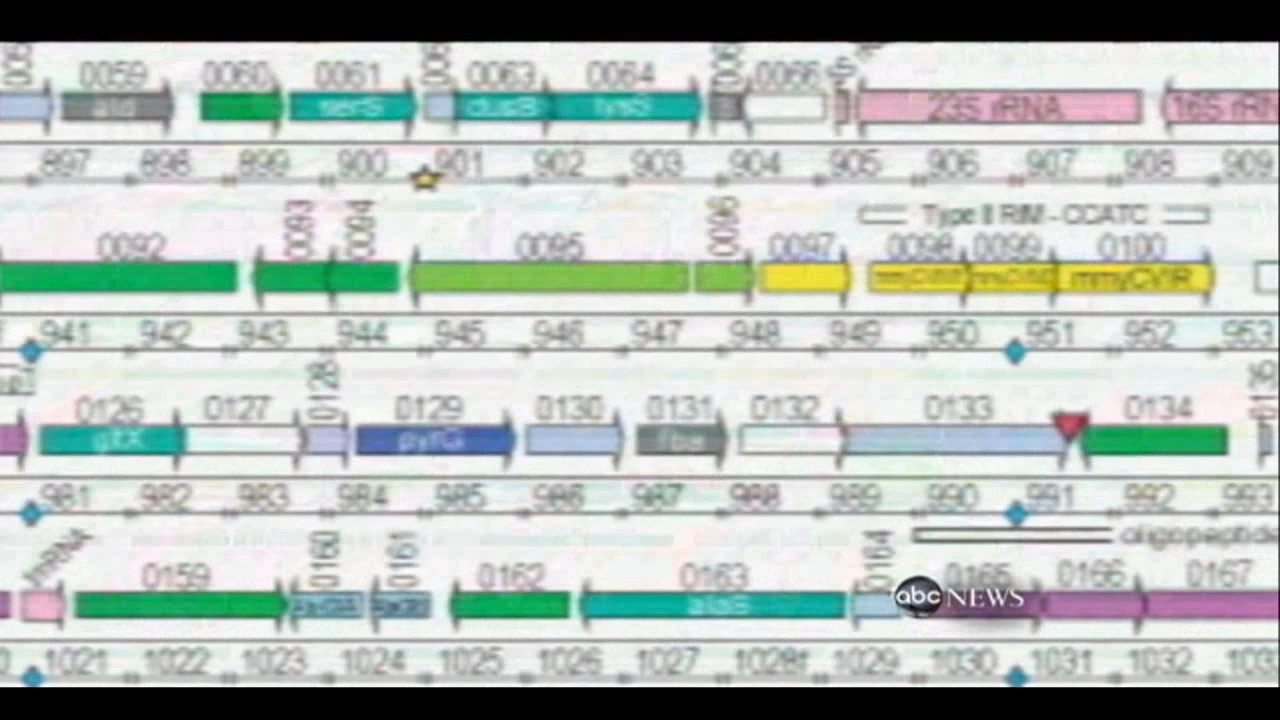 0059 0060 0061 0063 0064 0066
serS dusB lysS 23S rRNA 16S rRN
897 898 899 900 901 902 903 904 905 906 907 908 909
0093 0094 0096 Type II R/M - CCATC
0092 0095 0097 0098 0099 0100
mmyCVIR
941 942 943 944 945 946 947 948 949 950 951 952 953
0128
0126 0127 0129 0130 0131 0132 0133 0134
gltX pyrG fba
981 982 983 984 985 986 987 988 989 990 991 992 993
oligopeptide
rRNA 0160 0161 0164
0159 0162 0163 0165 0166 0167
alaS abc NEWS
1021 1022 1023 1024 1025 1026 1027 1028 1029 1030 1031 1032 103